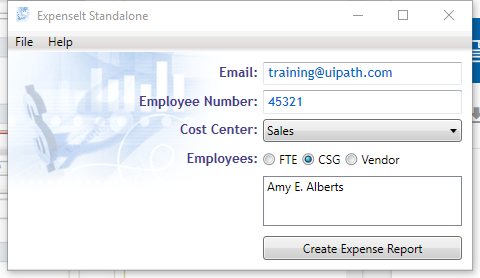 ExpenseIt Standalone
File Help
Email: training@uipath.com
Employee Number: 45321
Cost Center: Sales
Employees: FTE CSG Vendor
Amy E. Alberts
Create Expense Report